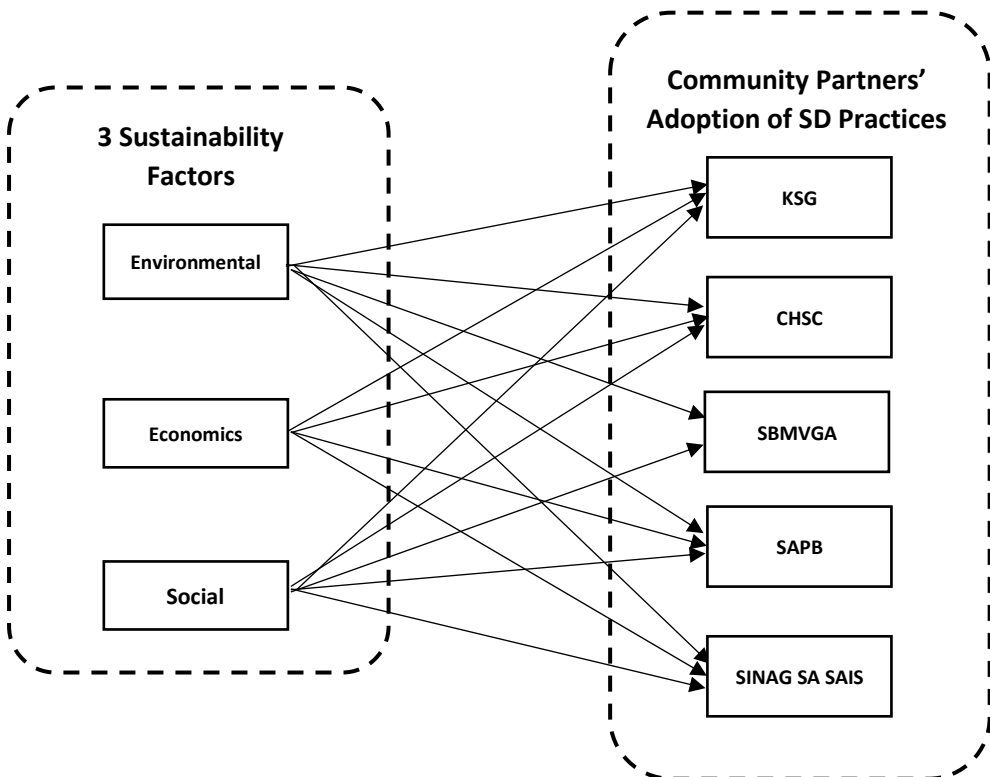 3 Sustainability
Factors
Environmental
Economics
Social
Community Partners’
Adoption of SD Practices
KSG
CHSC
SBMVGA
SAPB
SINAG SA SAIS